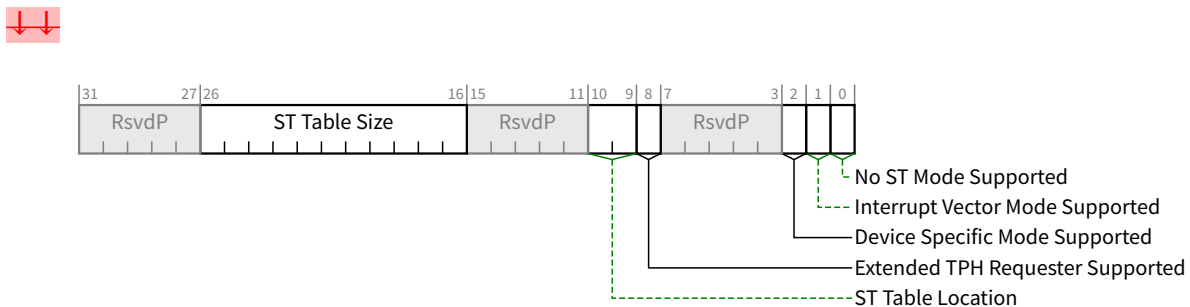 31 27 26 16 15 11 10 9 8 7 3 2 1 0
RsvdP ST Table Size RsvdP RsvdP
No ST Mode Supported
Interrupt Vector Mode Supported
Device Specific Mode Supported
Extended TPH Requester Supported
ST Table Location